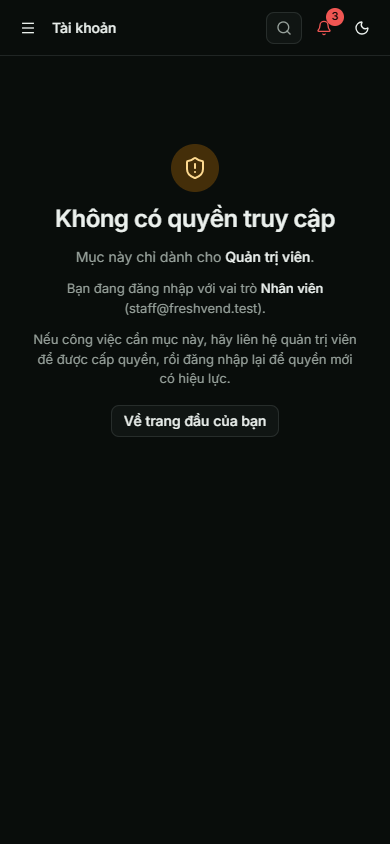 Tài khoản
3
Không có quyền truy cập
Mục này chỉ dành cho Quản trị viên.
Bạn đang đăng nhập với vai trò Nhân viên
(staff@freshvend.test).
Nếu công việc cần mục này, hãy liên hệ quản trị viên
để được cấp quyền, rồi đăng nhập lại để quyền mới
có hiệu lực.
Về trang đầu của bạn